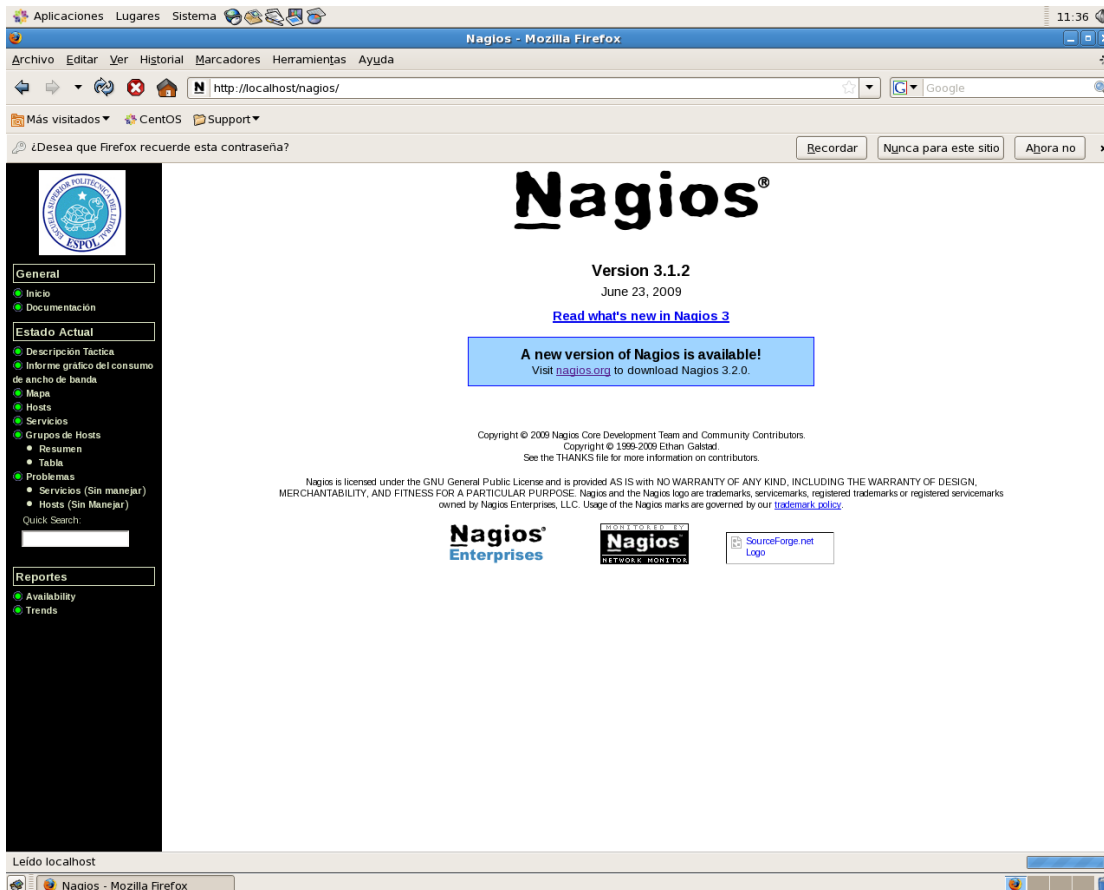 Aplicaciones Lugares Sistema 11:36
Nagios - Mozilla Firefox
Archivo Editar Ver Historial Marcadores Herramientas Ayuda
http://localhost/nagios/ Google
Más visitados CentOS Support
¿Desea que Firefox recuerde esta contraseña? Recordar Nunca para este sitio Ahora no
ESCUELA SUPERIOR POLITÉCNICA DEL LITORAL
ESPOL
General
Inicio
Documentación
Estado Actual
Descripción Táctica
Informe gráfico del consumo
de ancho de banda
Mapa
Hosts
Servicios
Grupos de Hosts
Resumen
Tabla
Problemas
Servicios (Sin manejar)
Hosts (Sin Manejar)
Quick Search:
Reportes
Availability
Trends
Nagios®
Version 3.1.2
June 23, 2009
Read what's new in Nagios 3
A new version of Nagios is available!
Visit nagios.org to download Nagios 3.2.0.
Copyright © 2009 Nagios Core Development Team and Community Contributors.
Copyright © 1999-2009 Ethan Galstad.
See the THANKS file for more information on contributors.
Nagios is licensed under the GNU General Public License and is provided AS IS with NO WARRANTY OF ANY KIND, INCLUDING THE WARRANTY OF DESIGN,
MERCHANTABILITY, AND FITNESS FOR A PARTICULAR PURPOSE. Nagios and the Nagios logo are trademarks, servicemarks, registered trademarks or registered servicemarks
owned by Nagios Enterprises, LLC. Usage of the Nagios marks are governed by our trademark policy.
Nagios®
Enterprises
MONITORED BY
Nagios
NETWORK MONITOR
SourceForge.net
Logo
Leído localhost
Nagios - Mozilla Firefox